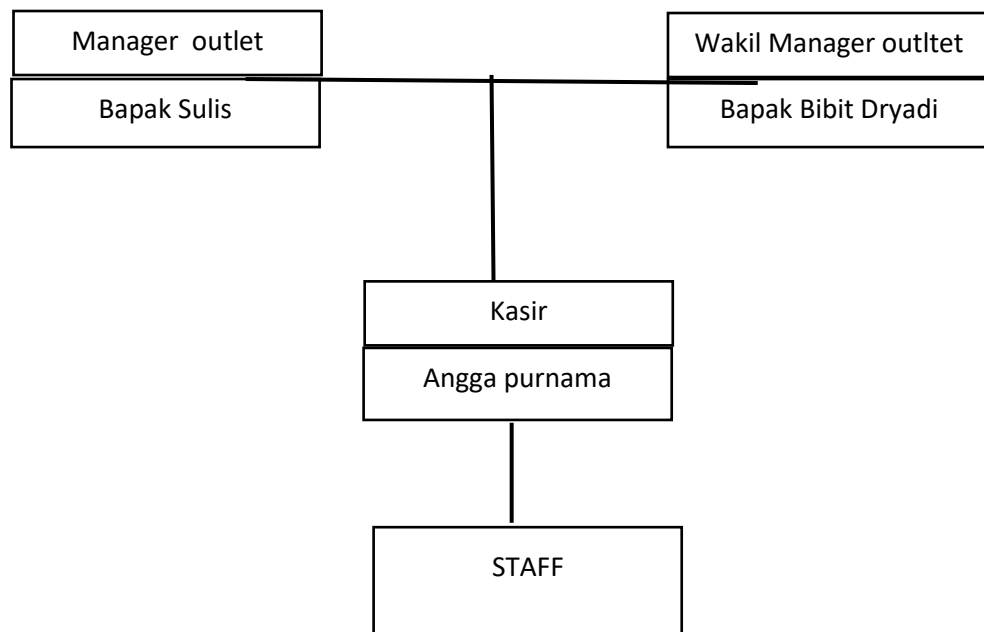 Manager outlet
Wakil Manager outltet
Bapak Sulis
Bapak Bibit Dryadi
Kasir
Angga purnama
STAFF